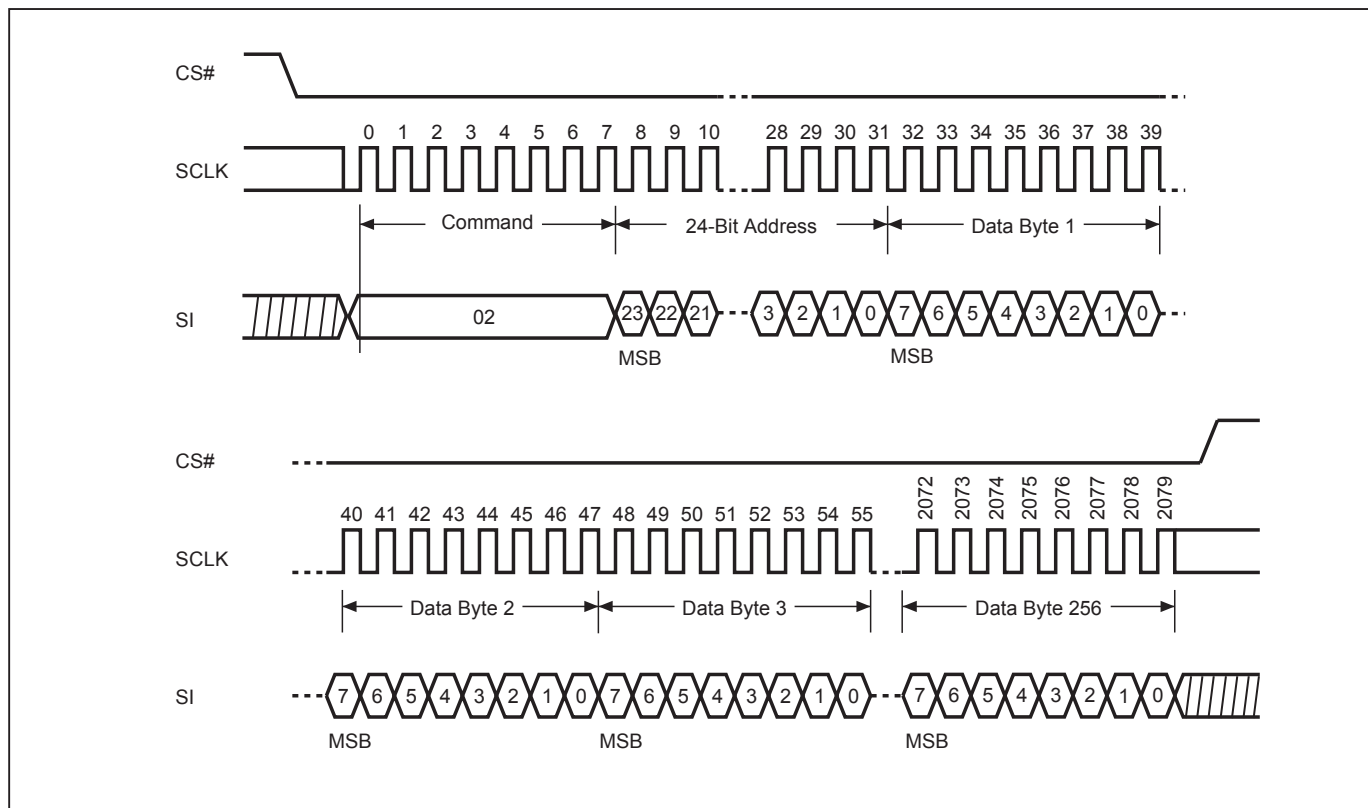 CS#
0 1 2 3 4 5 6 7 8 9 10 28 29 30 31 32 33 34 35 36 37 38 39
SCLK
Command 24-Bit Address Data Byte 1
SI 02 23 22 21 3 2 1 0 7 6 5 4 3 2 1 0
MSB MSB
CS#
40 41 42 43 44 45 46 47 48 49 50 51 52 53 54 55 2072 2073 2074 2075 2076 2077 2078 2079
SCLK
Data Byte 2 Data Byte 3 Data Byte 256
SI 7 6 5 4 3 2 1 0 7 6 5 4 3 2 1 0 7 6 5 4 3 2 1 0
MSB MSB MSB